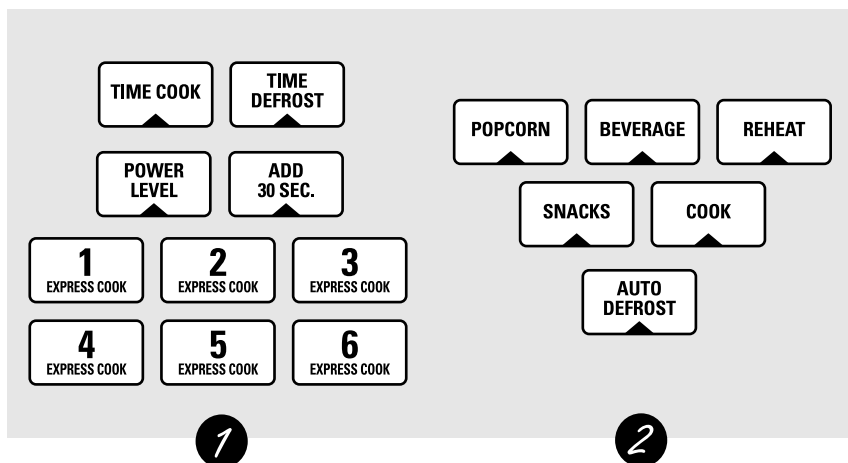 TIME COOK
TIME
DEFROST
POWER
LEVEL
ADD
30 SEC.
1
EXPRESS COOK
2
EXPRESS COOK
3
EXPRESS COOK
4
EXPRESS COOK
5
EXPRESS COOK
6
EXPRESS COOK
1
POPCORN
BEVERAGE
REHEAT
SNACKS
COOK
AUTO
DEFROST
2